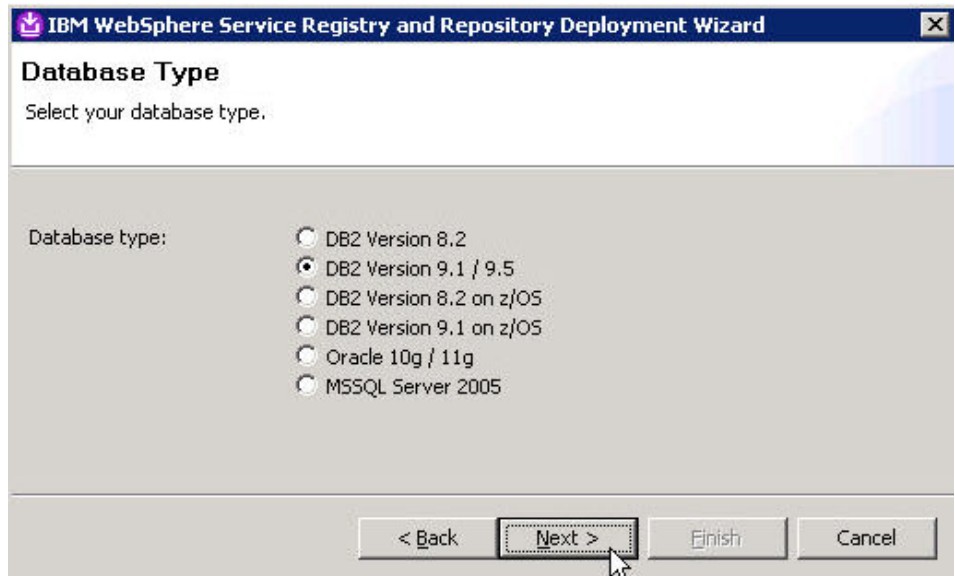 IBM WebSphere Service Registry and Repository Deployment Wizard
Database Type
Select your database type.
Database type:
DB2 Version 8.2
DB2 Version 9.1 / 9.5
DB2 Version 8.2 on z/OS
DB2 Version 9.1 on z/OS
Oracle 10g / 11g
MSSQL Server 2005
< Back
Next >
Finish
Cancel